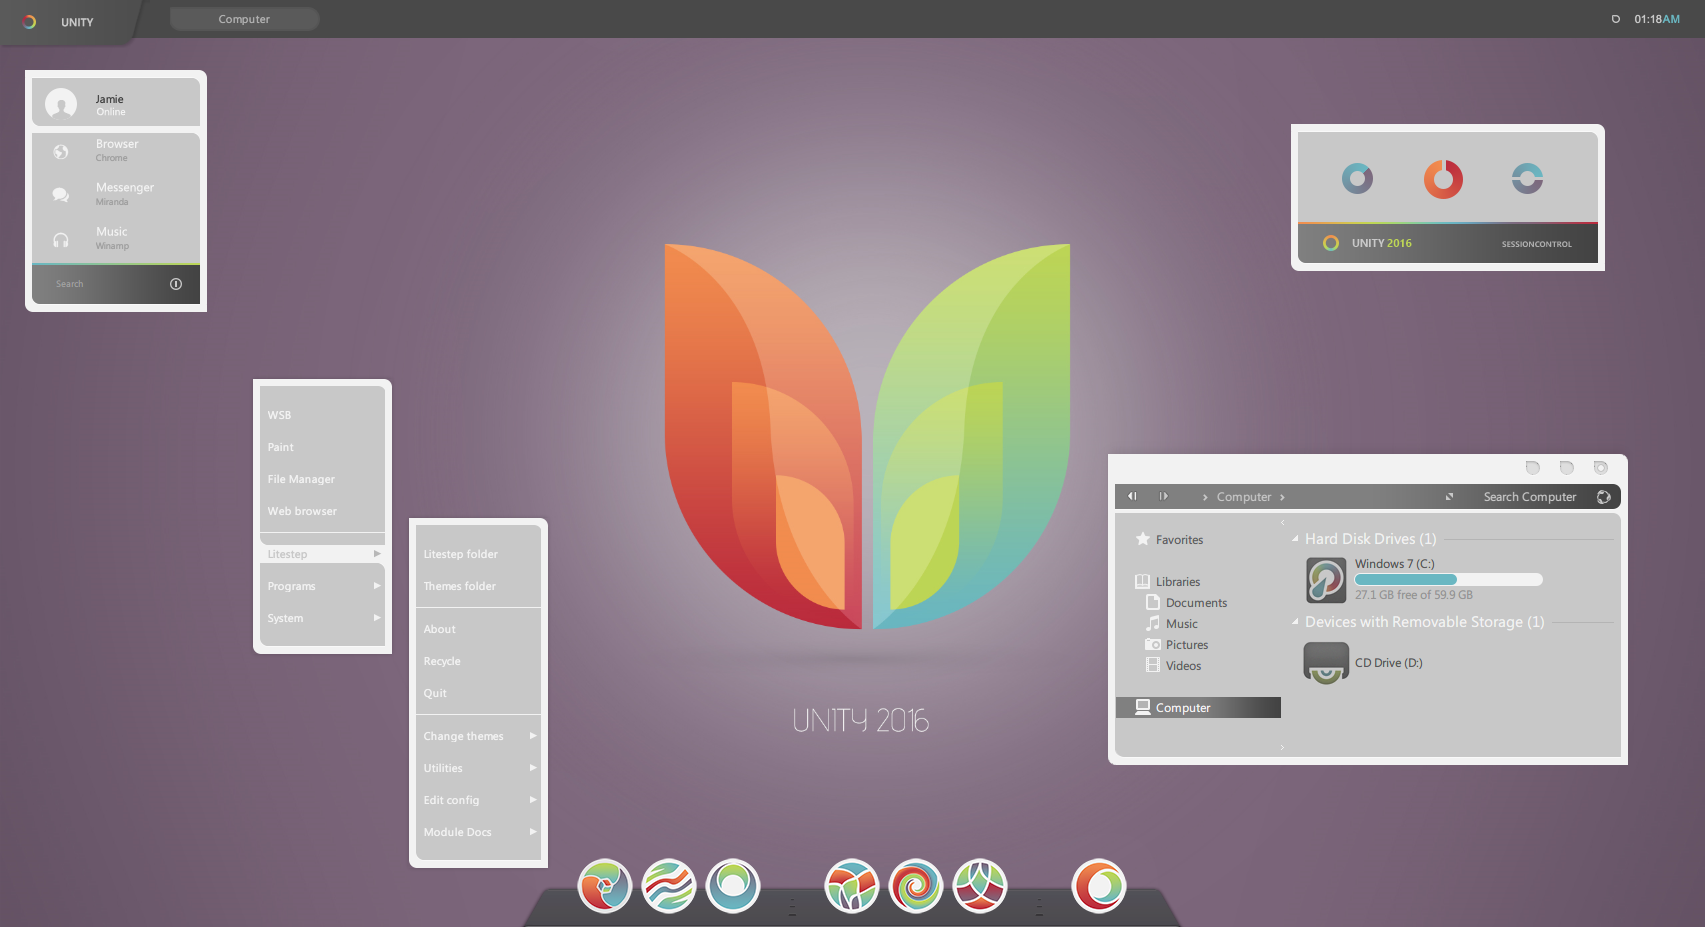 UNITY
Computer
01:18AM
Jamie
Online
Browser
Chrome
Messenger
Miranda
Music
Winamp
Search
UNITY 2016
SESSIONCONTROL
WSB
Paint
File Manager
Web browser
Litestep
Programs
System
Litestep folder
Themes folder
About
Recycle
Quit
Change themes
Utilities
Edit config
Module Docs
UNITY 2016
Computer
Search Computer
Favorites
Libraries
Documents
Music
Pictures
Videos
Computer
Hard Disk Drives (1)
Windows 7 (C:)
27.1 GB free of 59.9 GB
Devices with Removable Storage (1)
CD Drive (D:)